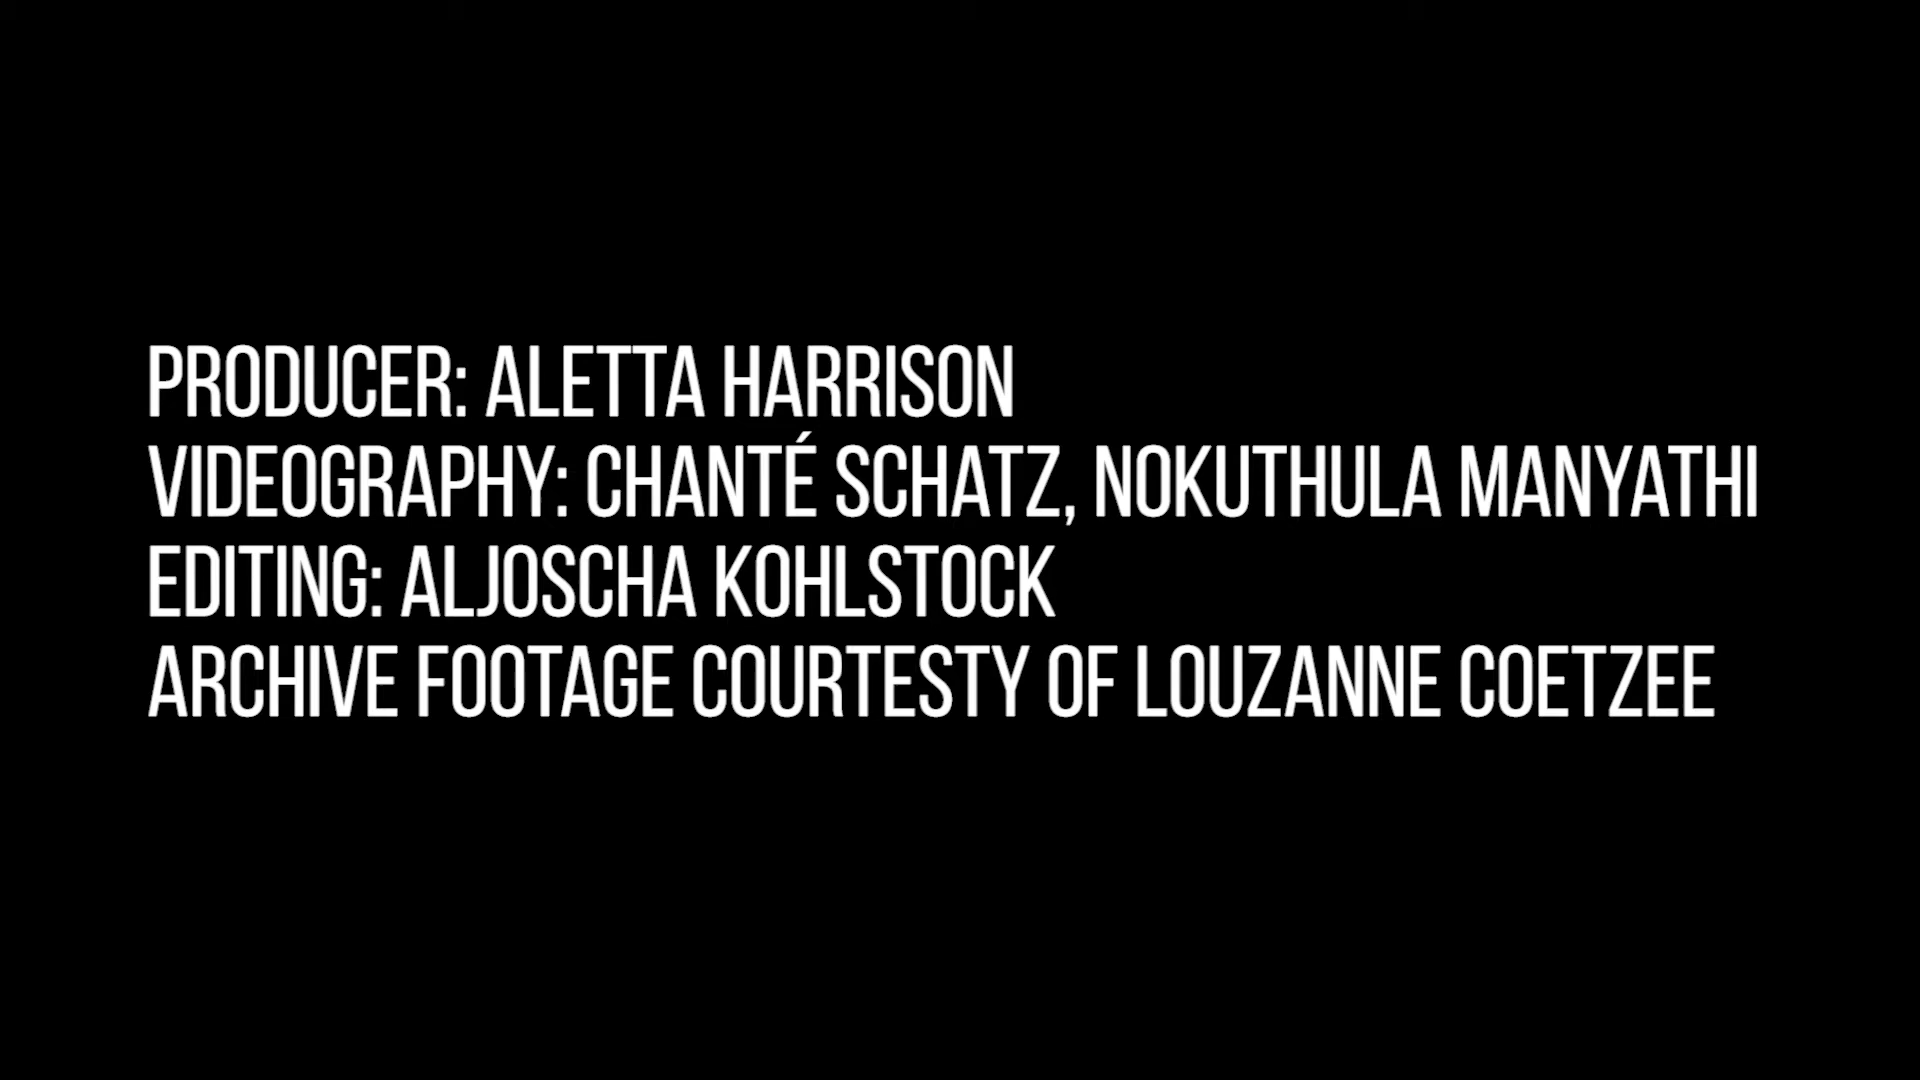 PRODUCER: ALETTA HARRISON
VIDEOGRAPHY: CHANTÉ SCHATZ, NOKUTHULA MANYATHI
EDITING: ALJOSCHA KOHLSTOCK
ARCHIVE FOOTAGE COURTESTY OF LOUZANNE COETZEE